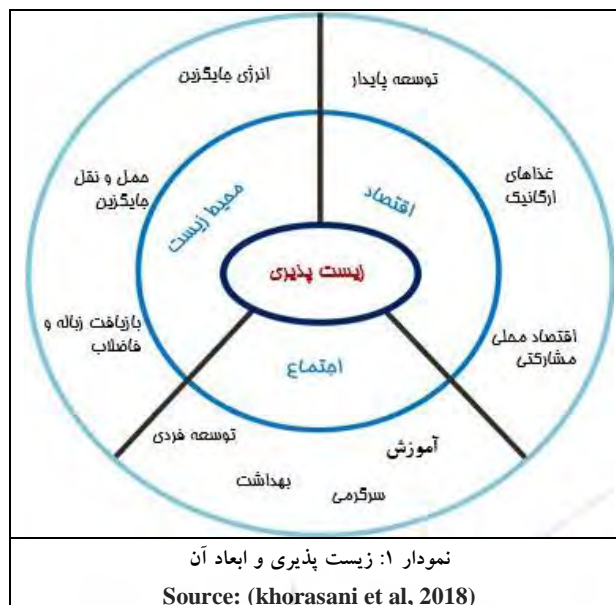 انرژی جایگزین
توسعه پایدار
حمل و نقل
جایگزین
محیط زیست
اقتصاد
غذاهای
ارگانیک
زیست پذیری
بازیافت زباله و
فاضلاب
اقتصاد محلی
مشارکتی
اجتماع
توسعه فردی
آموزش
بهداشت
سرگرمی
نمودار ۱: زیست پذیری و ابعاد آن
Source: (khorasani et al, 2018)